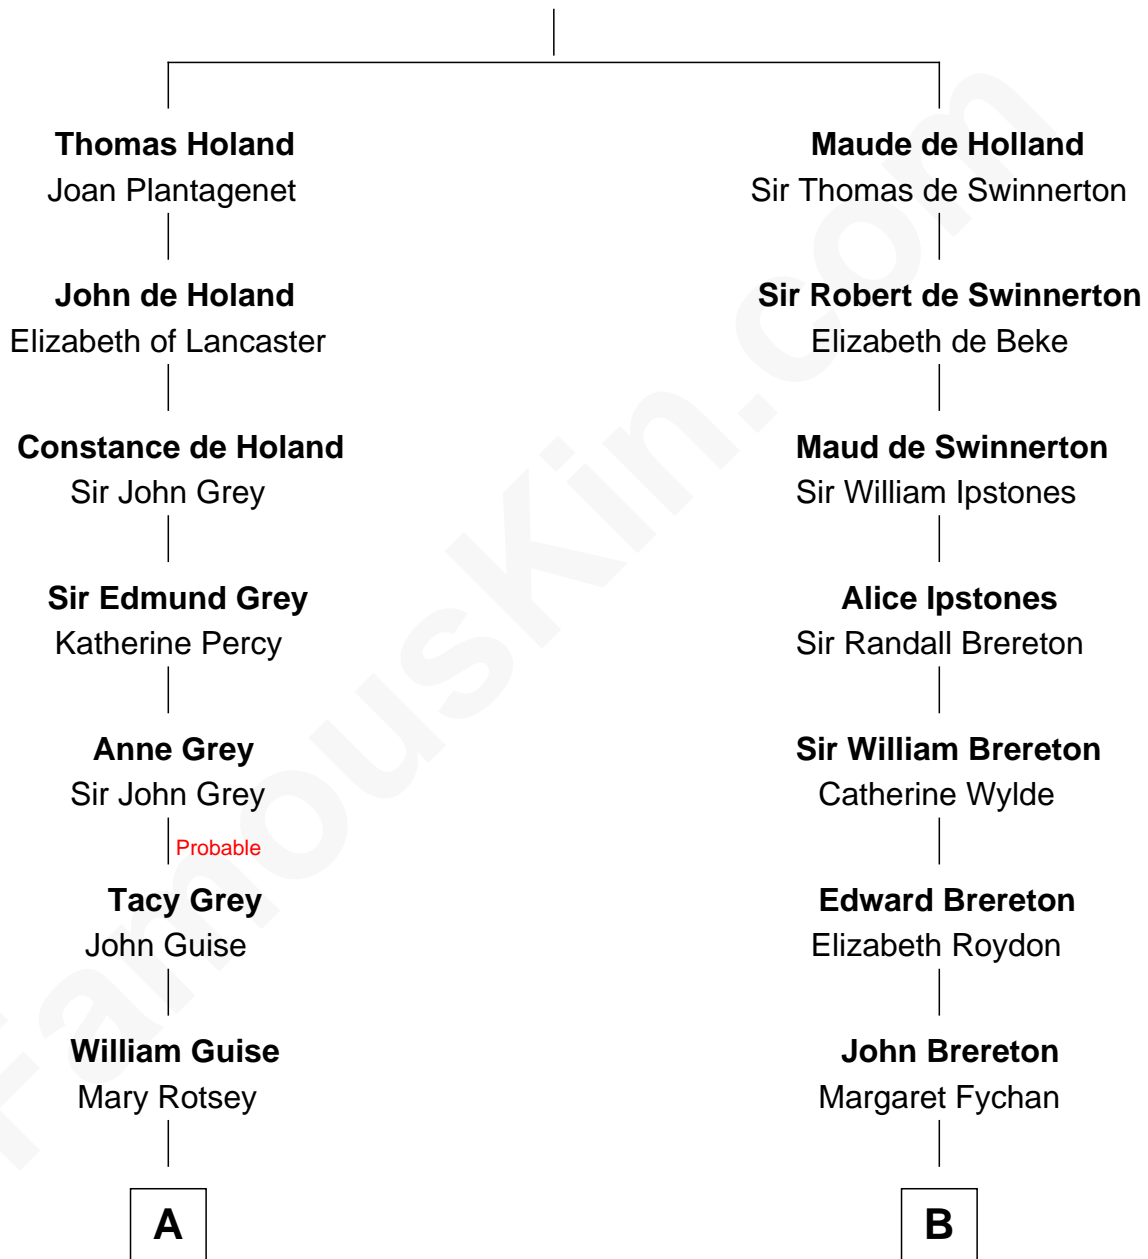 Thomas Holand
Joan Plantagenet
John de Holand
Elizabeth of Lancaster
Constance de Holand
Sir John Grey
Sir Edmund Grey
Katherine Percy
Anne Grey
Sir John Grey
Probable
Tacy Grey
John Guise
William Guise
Mary Rotsey
A
Maude de Holland
Sir Thomas de Swinnerton
Sir Robert de Swinnerton
Elizabeth de Beke
Maud de Swinnerton
Sir William Ipstones
Alice Ipstones
Sir Randall Brereton
Sir William Brereton
Catherine Wylde
Edward Brereton
Elizabeth Roydon
John Brereton
Margaret Fychan
B
FamousKin.com